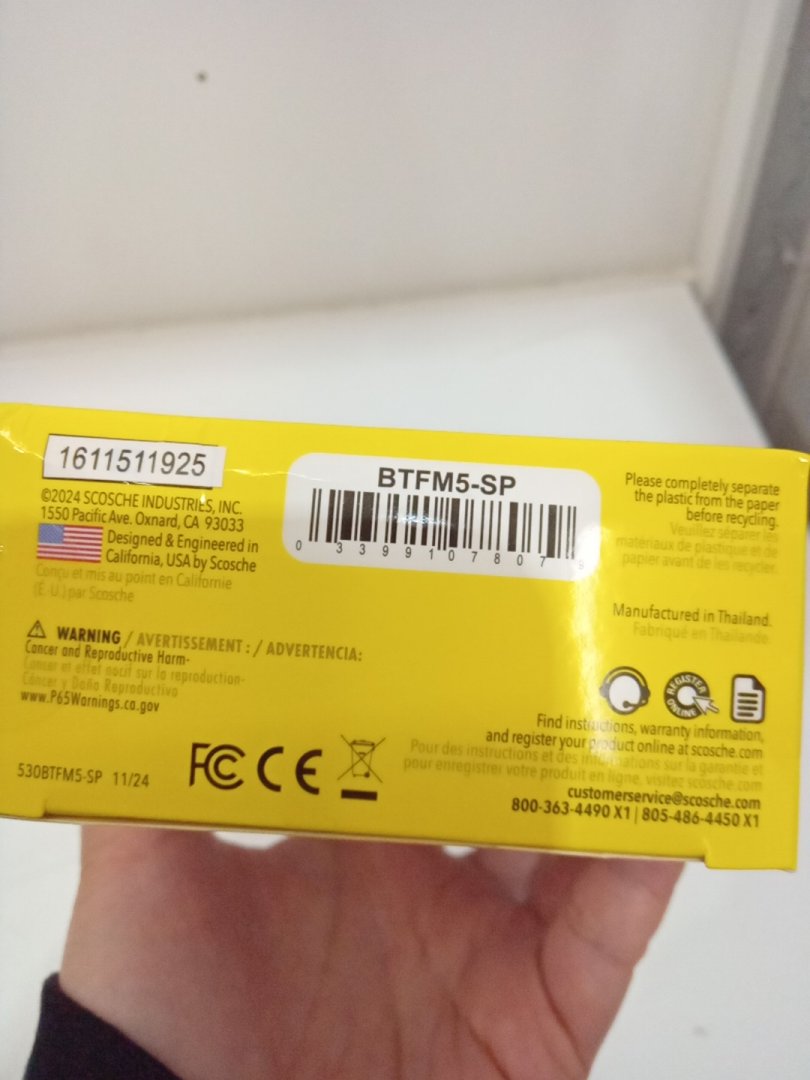 1611511925
©2024 SCOSCHE INDUSTRIES, INC.
1550 Pacific Ave. Oxnard, CA 93033
Designed & Engineered in
California, USA by Scosche
Conçu et mis au point en Californie
(É. U.) par Scosche
BTFM5-SP
0 33991 07807 9
Please completely separate
the plastic from the paper
before recycling.
Veuillez séparer les
matériaux de plastique et de
papier avant de les recycler.
Manufactured in Thailand.
Fabriqué en Thaïlande.
WARNING / AVERTISSEMENT : / ADVERTENCIA:
Cancer and Reproductive Harm-
Cancer et effet nocif sur la reproduction-
Cáncer y Daño Reproductivo
www.P65Warnings.ca.gov
REGISTER
ONLINE
Find instructions, warranty information,
and register your product online at scosche.com
Pour des instructions et des informations sur la garantie et
pour enregistrer votre produit en ligne, visitez scosche.com
customerservice@scosche.com
800-363-4490 X1 | 805-486-4450 X1
530BTFM5-SP 11/24
FC CE